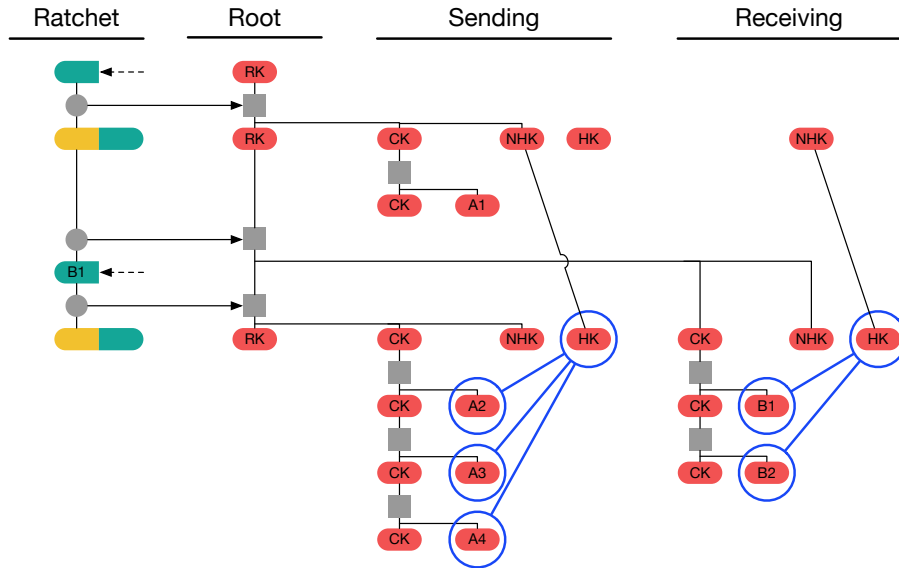 Ratchet Root Sending Receiving
RK
RK CK NHK HK NHK
CK A1
B1
RK CK NHK HK CK NHK HK
CK A2 CK B1
CK A3 CK B2
CK A4